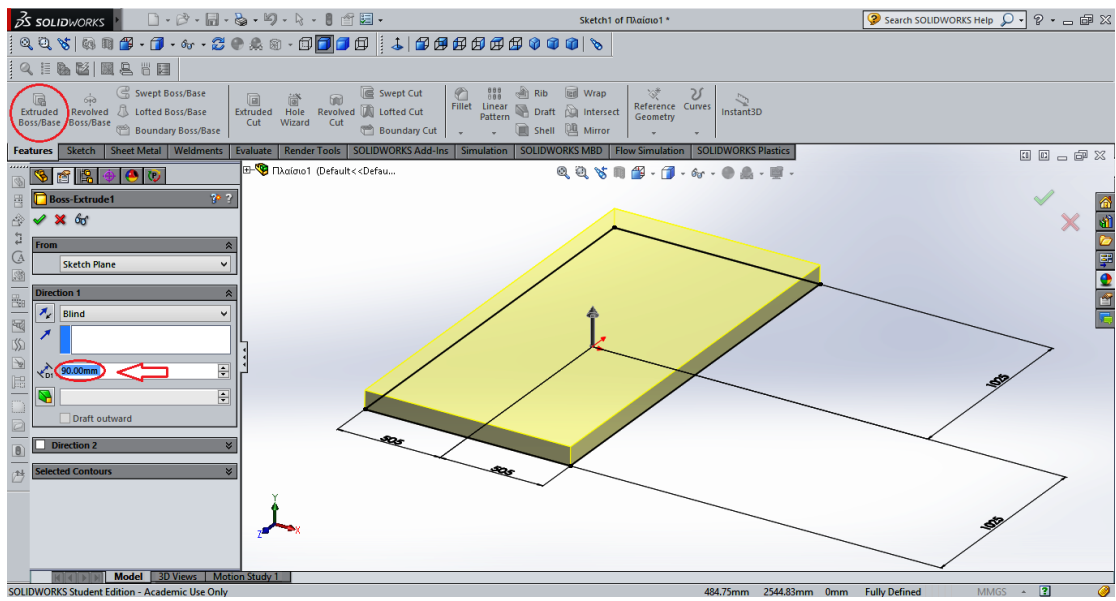 SOLIDWORKS
Sketch1 of Πλαίσιο1 *
Search SOLIDWORKS Help
Extruded Boss/Base
Revolved Boss/Base
Swept Boss/Base
Lofted Boss/Base
Boundary Boss/Base
Extruded Cut
Hole Wizard
Revolved Cut
Swept Cut
Lofted Cut
Boundary Cut
Fillet
Linear Pattern
Rib
Draft
Shell
Wrap
Intersect
Mirror
Reference Geometry
Curves
Instant3D
Features Sketch Sheet Metal Weldments Evaluate Render Tools SOLIDWORKS Add-Ins Simulation SOLIDWORKS MBD Flow Simulation SOLIDWORKS Plastics
Πλαίσιο1 (Default<<Defau...
Boss-Extrude1
From
Sketch Plane
Direction 1
Blind
D1
90.00mm
Draft outward
Direction 2
Selected Contours
1025
505
505
1025
Y
Z
X
Model 3D Views Motion Study 1
SOLIDWORKS Student Edition - Academic Use Only
484.75mm 2544.83mm 0mm Fully Defined MMGS